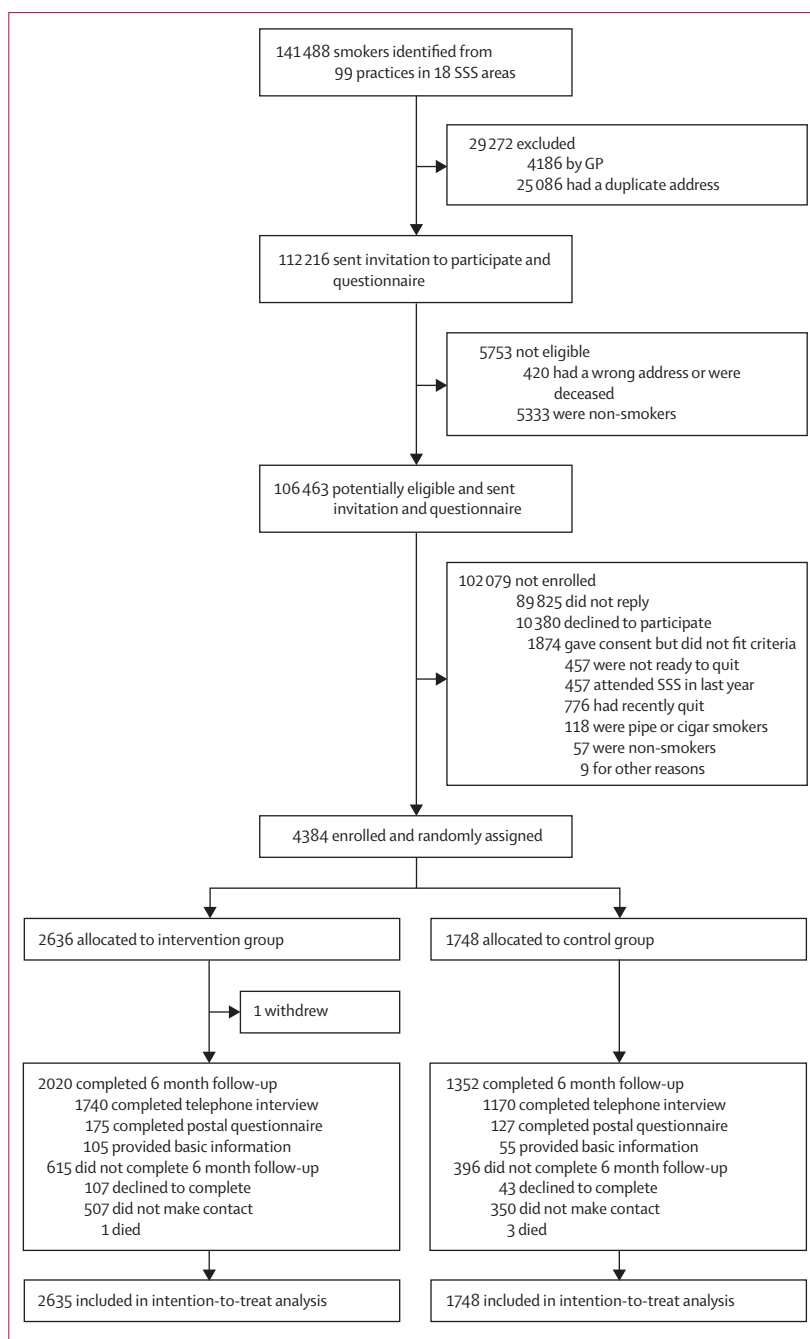 141 488 smokers identified from
99 practices in 18 SSS areas
29 272 excluded
4186 by GP
25 086 had a duplicate address
112 216 sent invitation to participate and
questionnaire
5753 not eligible
420 had a wrong address or were
deceased
5333 were non-smokers
106 463 potentially eligible and sent
invitation and questionnaire
102 079 not enrolled
89 825 did not reply
10 380 declined to participate
1874 gave consent but did not fit criteria
457 were not ready to quit
457 attended SSS in last year
776 had recently quit
118 were pipe or cigar smokers
57 were non-smokers
9 for other reasons
4384 enrolled and randomly assigned
2636 allocated to intervention group
1748 allocated to control group
1 withdrew
2020 completed 6 month follow-up
1740 completed telephone interview
175 completed postal questionnaire
105 provided basic information
615 did not complete 6 month follow-up
107 declined to complete
507 did not make contact
1 died
1352 completed 6 month follow-up
1170 completed telephone interview
127 completed postal questionnaire
55 provided basic information
396 did not complete 6 month follow-up
43 declined to complete
350 did not make contact
3 died
2635 included in intention-to-treat analysis
1748 included in intention-to-treat analysis